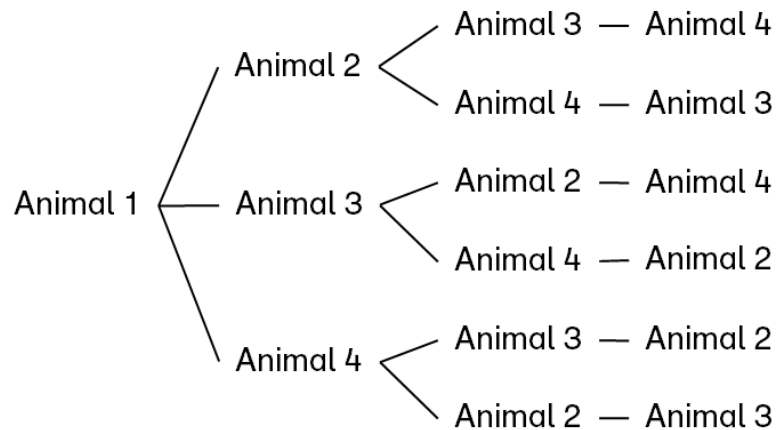 Animal 3 — Animal 4
Animal 2
Animal 4 — Animal 3
Animal 2 — Animal 4
Animal 1
Animal 3
Animal 4 — Animal 2
Animal 3 — Animal 2
Animal 4
Animal 2 — Animal 3